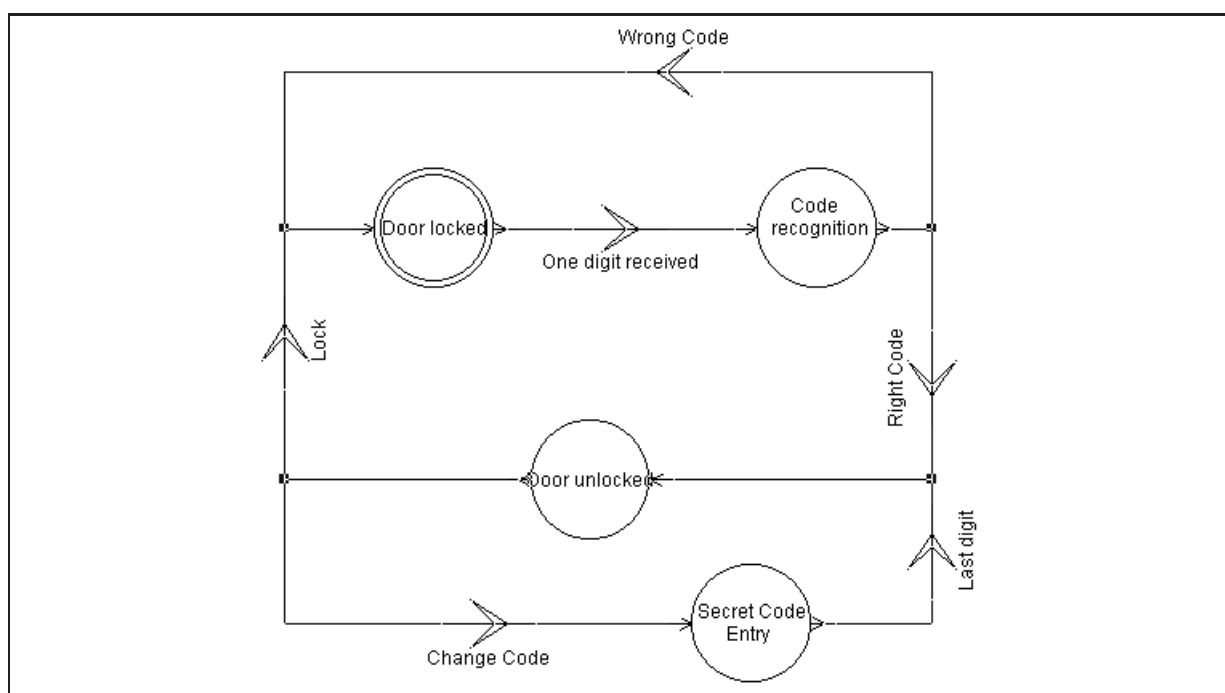 Wrong Code
Door locked
Code
recognition
One digit received
Lock
Right Code
Door unlocked
Last digit
Secret Code
Entry
Change Code